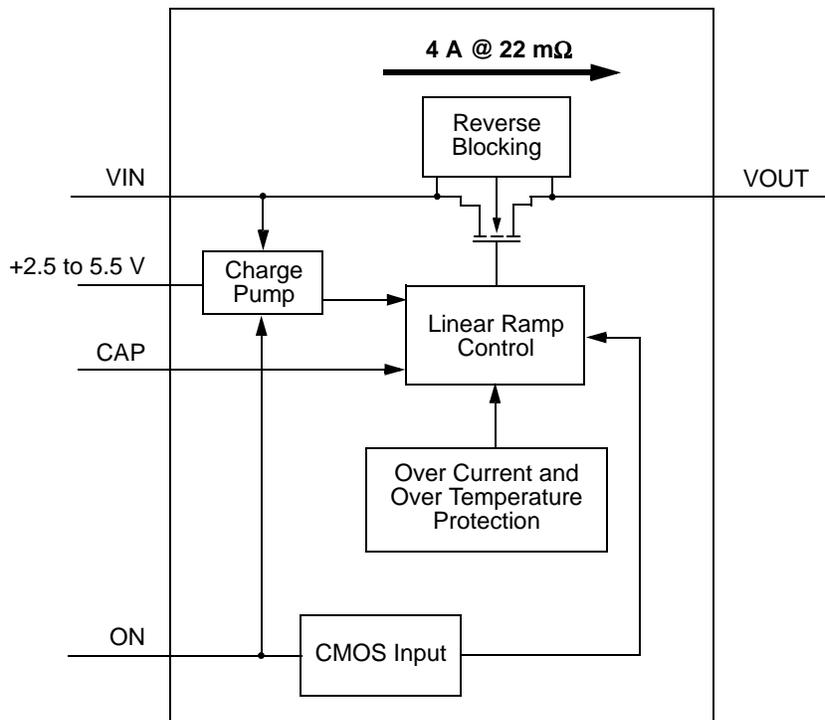 4 A @ 22 mΩ
Reverse
Blocking
VIN
VOUT
+2.5 to 5.5 V
Charge
Pump
Linear Ramp
Control
CAP
Over Current and
Over Temperature
Protection
ON
CMOS Input